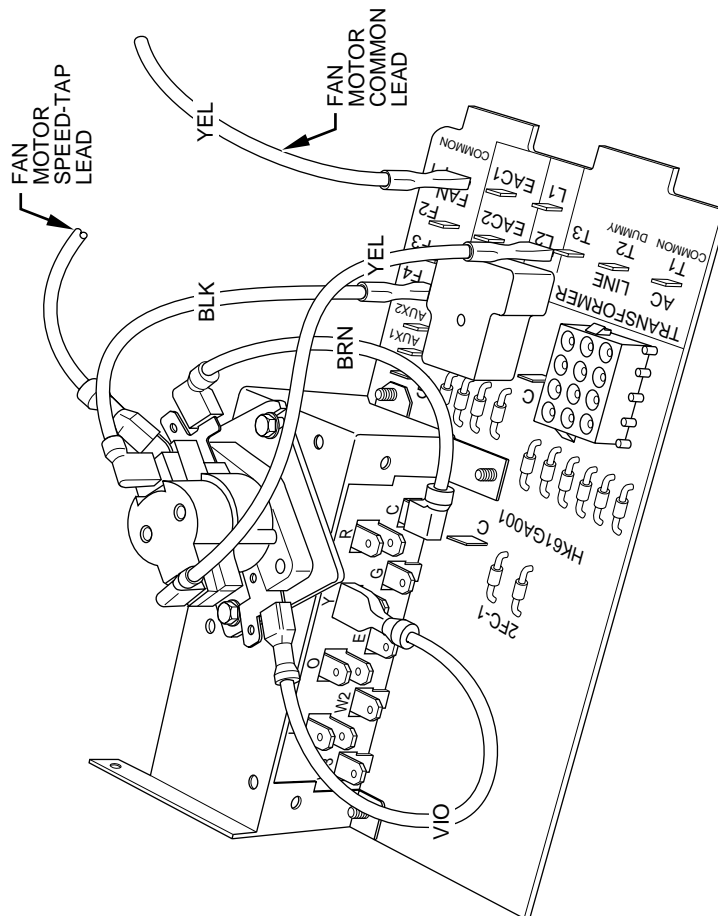 FAN
MOTOR
SPEED-TAP
LEAD
FAN
MOTOR
COMMON
LEAD
YEL
YEL
BLK
BRN
VIO
COMMON
FAN
F2
F3
F4
AUX2
AUX1
EAC1
EAC2
L1
L2
T3
T2
T1
DUMMY
COMMON
LINE
AC
TRANSFORMER
C
C
HK61GA001
2FC-1
C
R
G
Y
E
O
W2